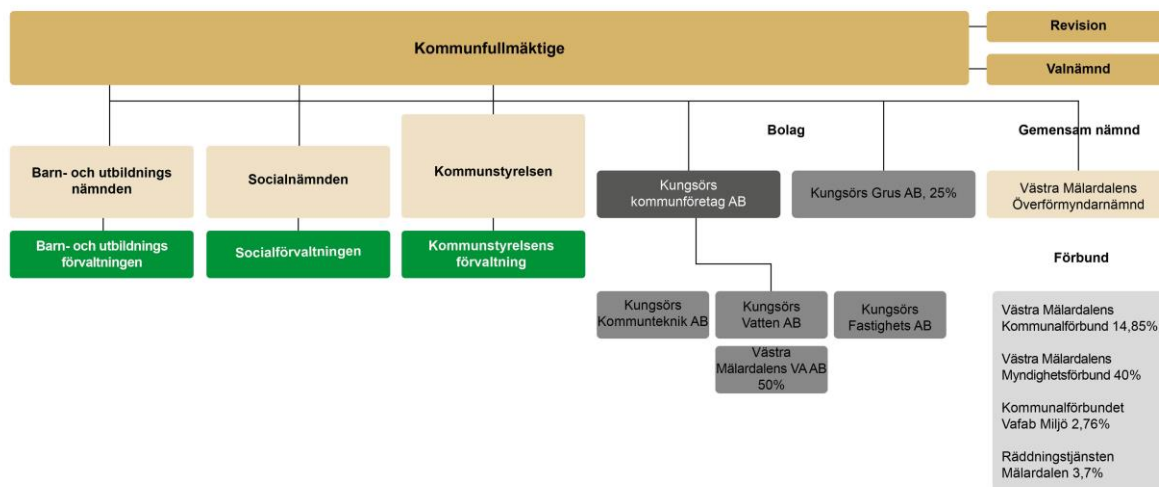 Kommunfullmäktige
Revision
Valnämnd
Bolag
Gemensam nämnd
Barn- och utbildnings
nämnden
Socialnämnden
Kommunstyrelsen
Kungsörs
kommunföretag AB
Kungsörs Grus AB, 25%
Västra Mälardalens
Överförmyndarnämnd
Barn- och utbildnings
förvaltningen
Socialförvaltningen
Kommunstyrelsens
förvaltning
Förbund
Kungsörs
Kommunteknik AB
Kungsörs
Vatten AB
Kungsörs
Fastighets AB
Västra
Mälardalens VA AB
50%
Västra Mälardalens
Kommunalförbund 14,85%
Västra Mälardalens
Myndighetsförbund 40%
Kommunalförbundet
Vafab Miljö 2,76%
Räddningstjänsten
Mälardalen 3,7%